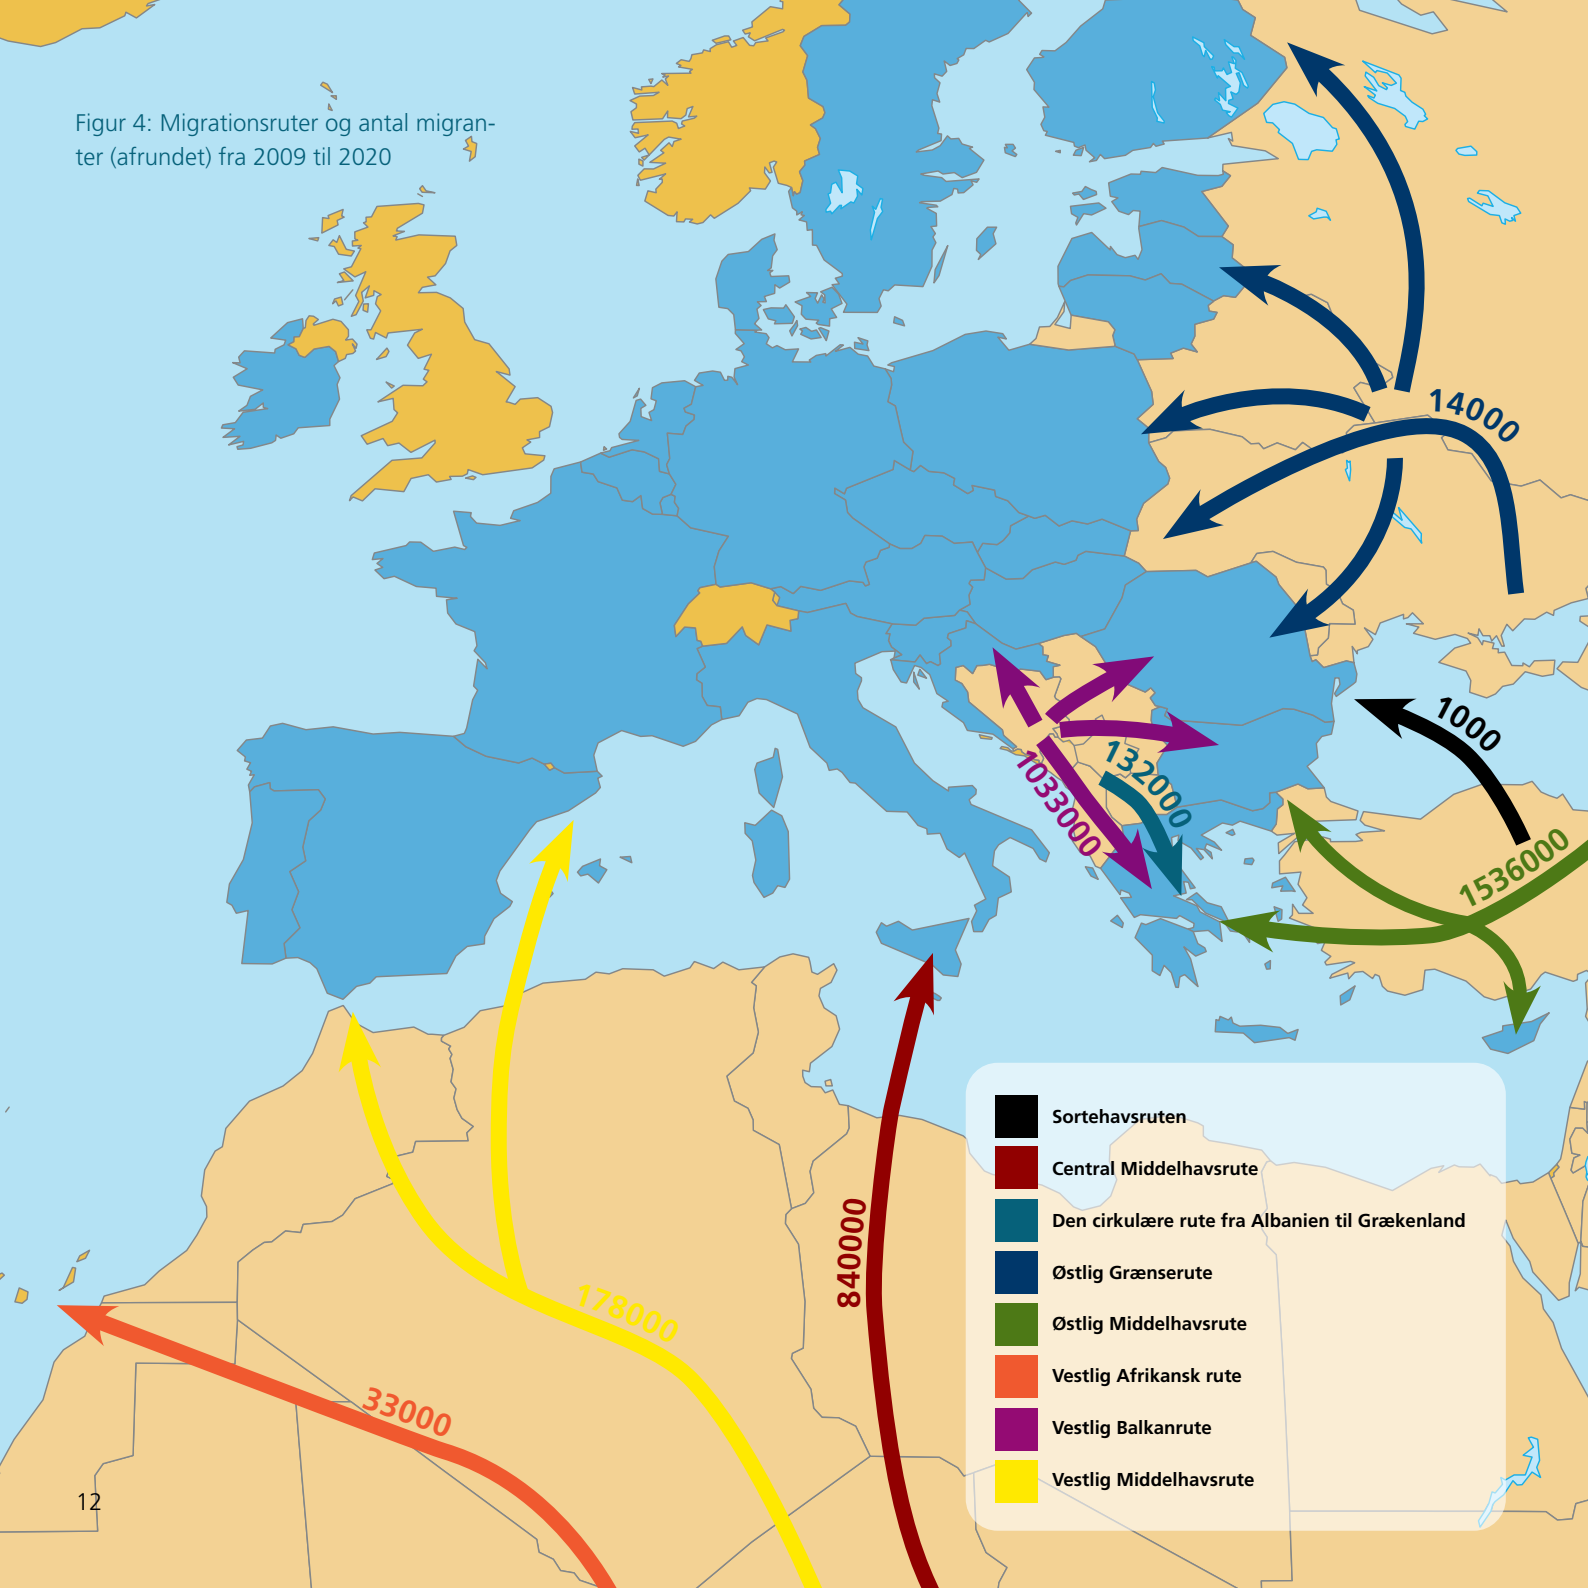 Figur 4: Migrationsruter og antal migran-
ter (afrundet) fra 2009 til 2020
14000
1000
1033000
132000
1536000
840000
178000
33000
Sortehavsruten
Central Middelhavsrute
Den cirkulære rute fra Albanien til Grækenland
Østlig Grænserute
Østlig Middelhavsrute
Vestlig Afrikansk rute
Vestlig Balkanrute
Vestlig Middelhavsrute
12